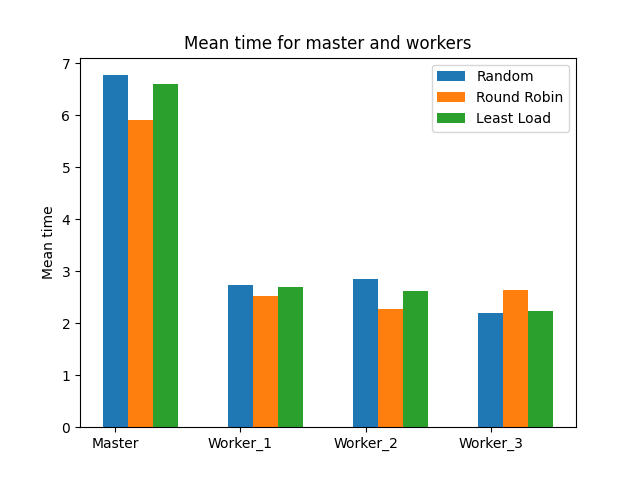 Mean time for master and workers
Random
Round Robin
Least Load
Mean time
7
6
5
4
3
2
1
0
Master
Worker_1
Worker_2
Worker_3